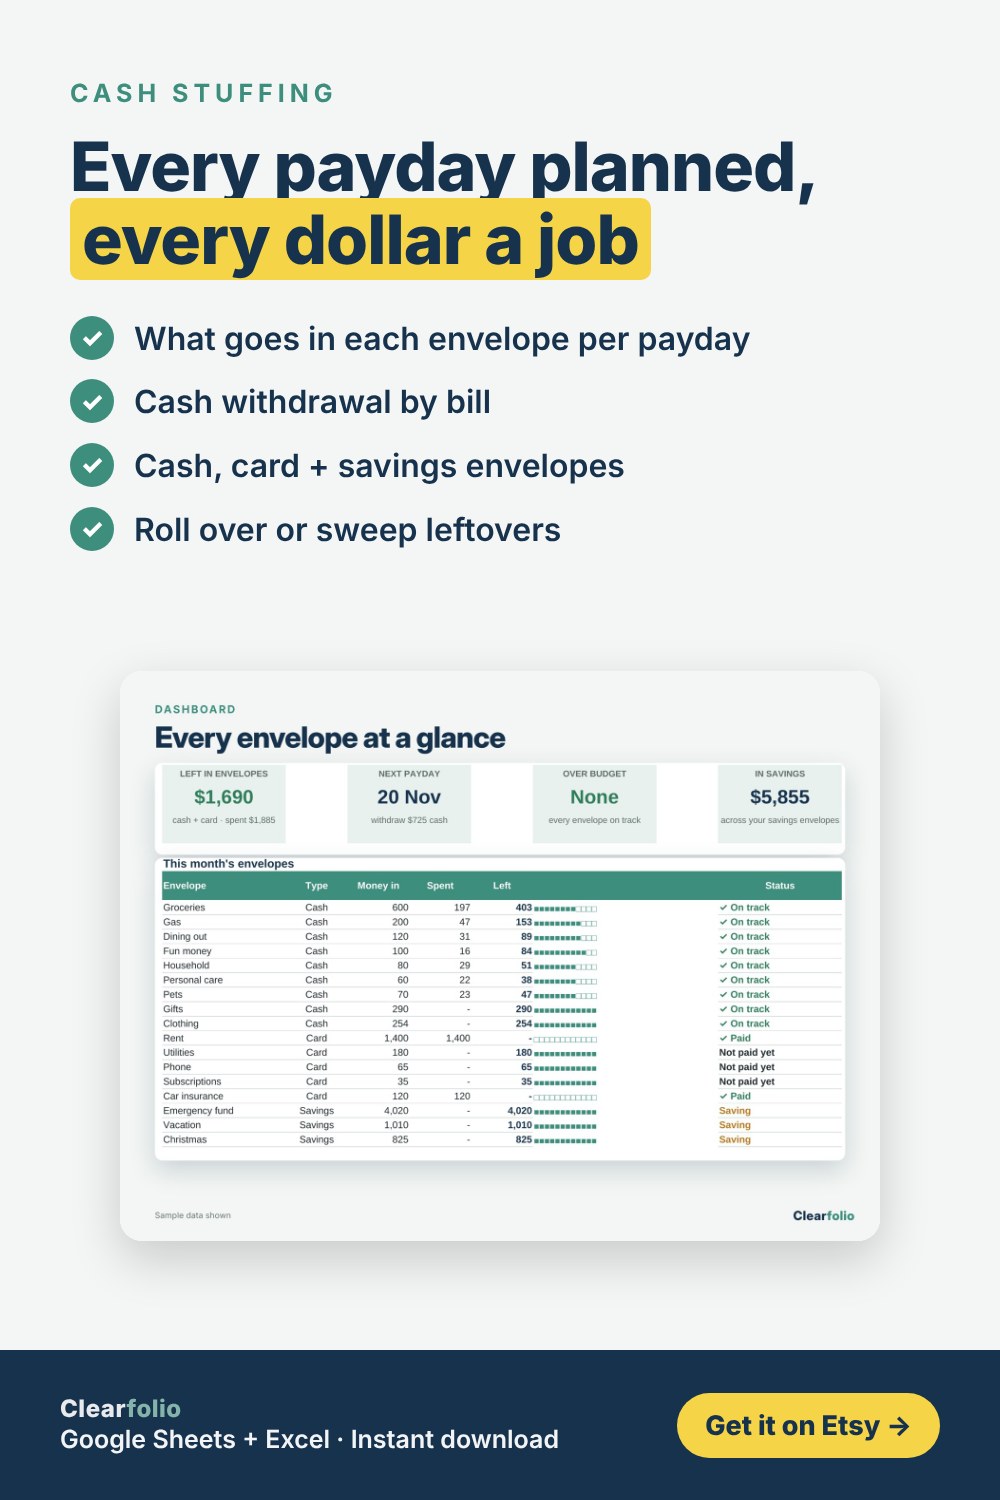 CASH STUFFING
Every payday planned,
every dollar a job
What goes in each envelope per payday
Cash withdrawal by bill
Cash, card + savings envelopes
Roll over or sweep leftovers
DASHBOARD
Every envelope at a glance
LEFT IN ENVELOPES NEXT PAYDAY OVER BUDGET IN SAVINGS
$1,690 20 Nov None $5,855
cash + card · spent $1,885 withdraw $725 cash every envelope on track across your savings envelopes
This month's envelopes
Envelope Type Money in Spent Left Status
Groceries Cash 600 197 403 ✓ On track
Gas Cash 200 47 153 ✓ On track
Dining out Cash 120 31 89 ✓ On track
Fun money Cash 100 16 84 ✓ On track
Household Cash 80 29 51 ✓ On track
Personal care Cash 60 22 38 ✓ On track
Pets Cash 70 23 47 ✓ On track
Gifts Cash 290 - 290 ✓ On track
Clothing Cash 254 - 254 ✓ On track
Rent Card 1,400 1,400 - ✓ Paid
Utilities Card 180 - 180 Not paid yet
Phone Card 65 - 65 Not paid yet
Subscriptions Card 35 - 35 Not paid yet
Car insurance Card 120 120 - ✓ Paid
Emergency fund Savings 4,020 - 4,020 Saving
Vacation Savings 1,010 - 1,010 Saving
Christmas Savings 825 - 825 Saving
Sample data shown Clearfolio
Clearfolio
Google Sheets + Excel · Instant download
Get it on Etsy →